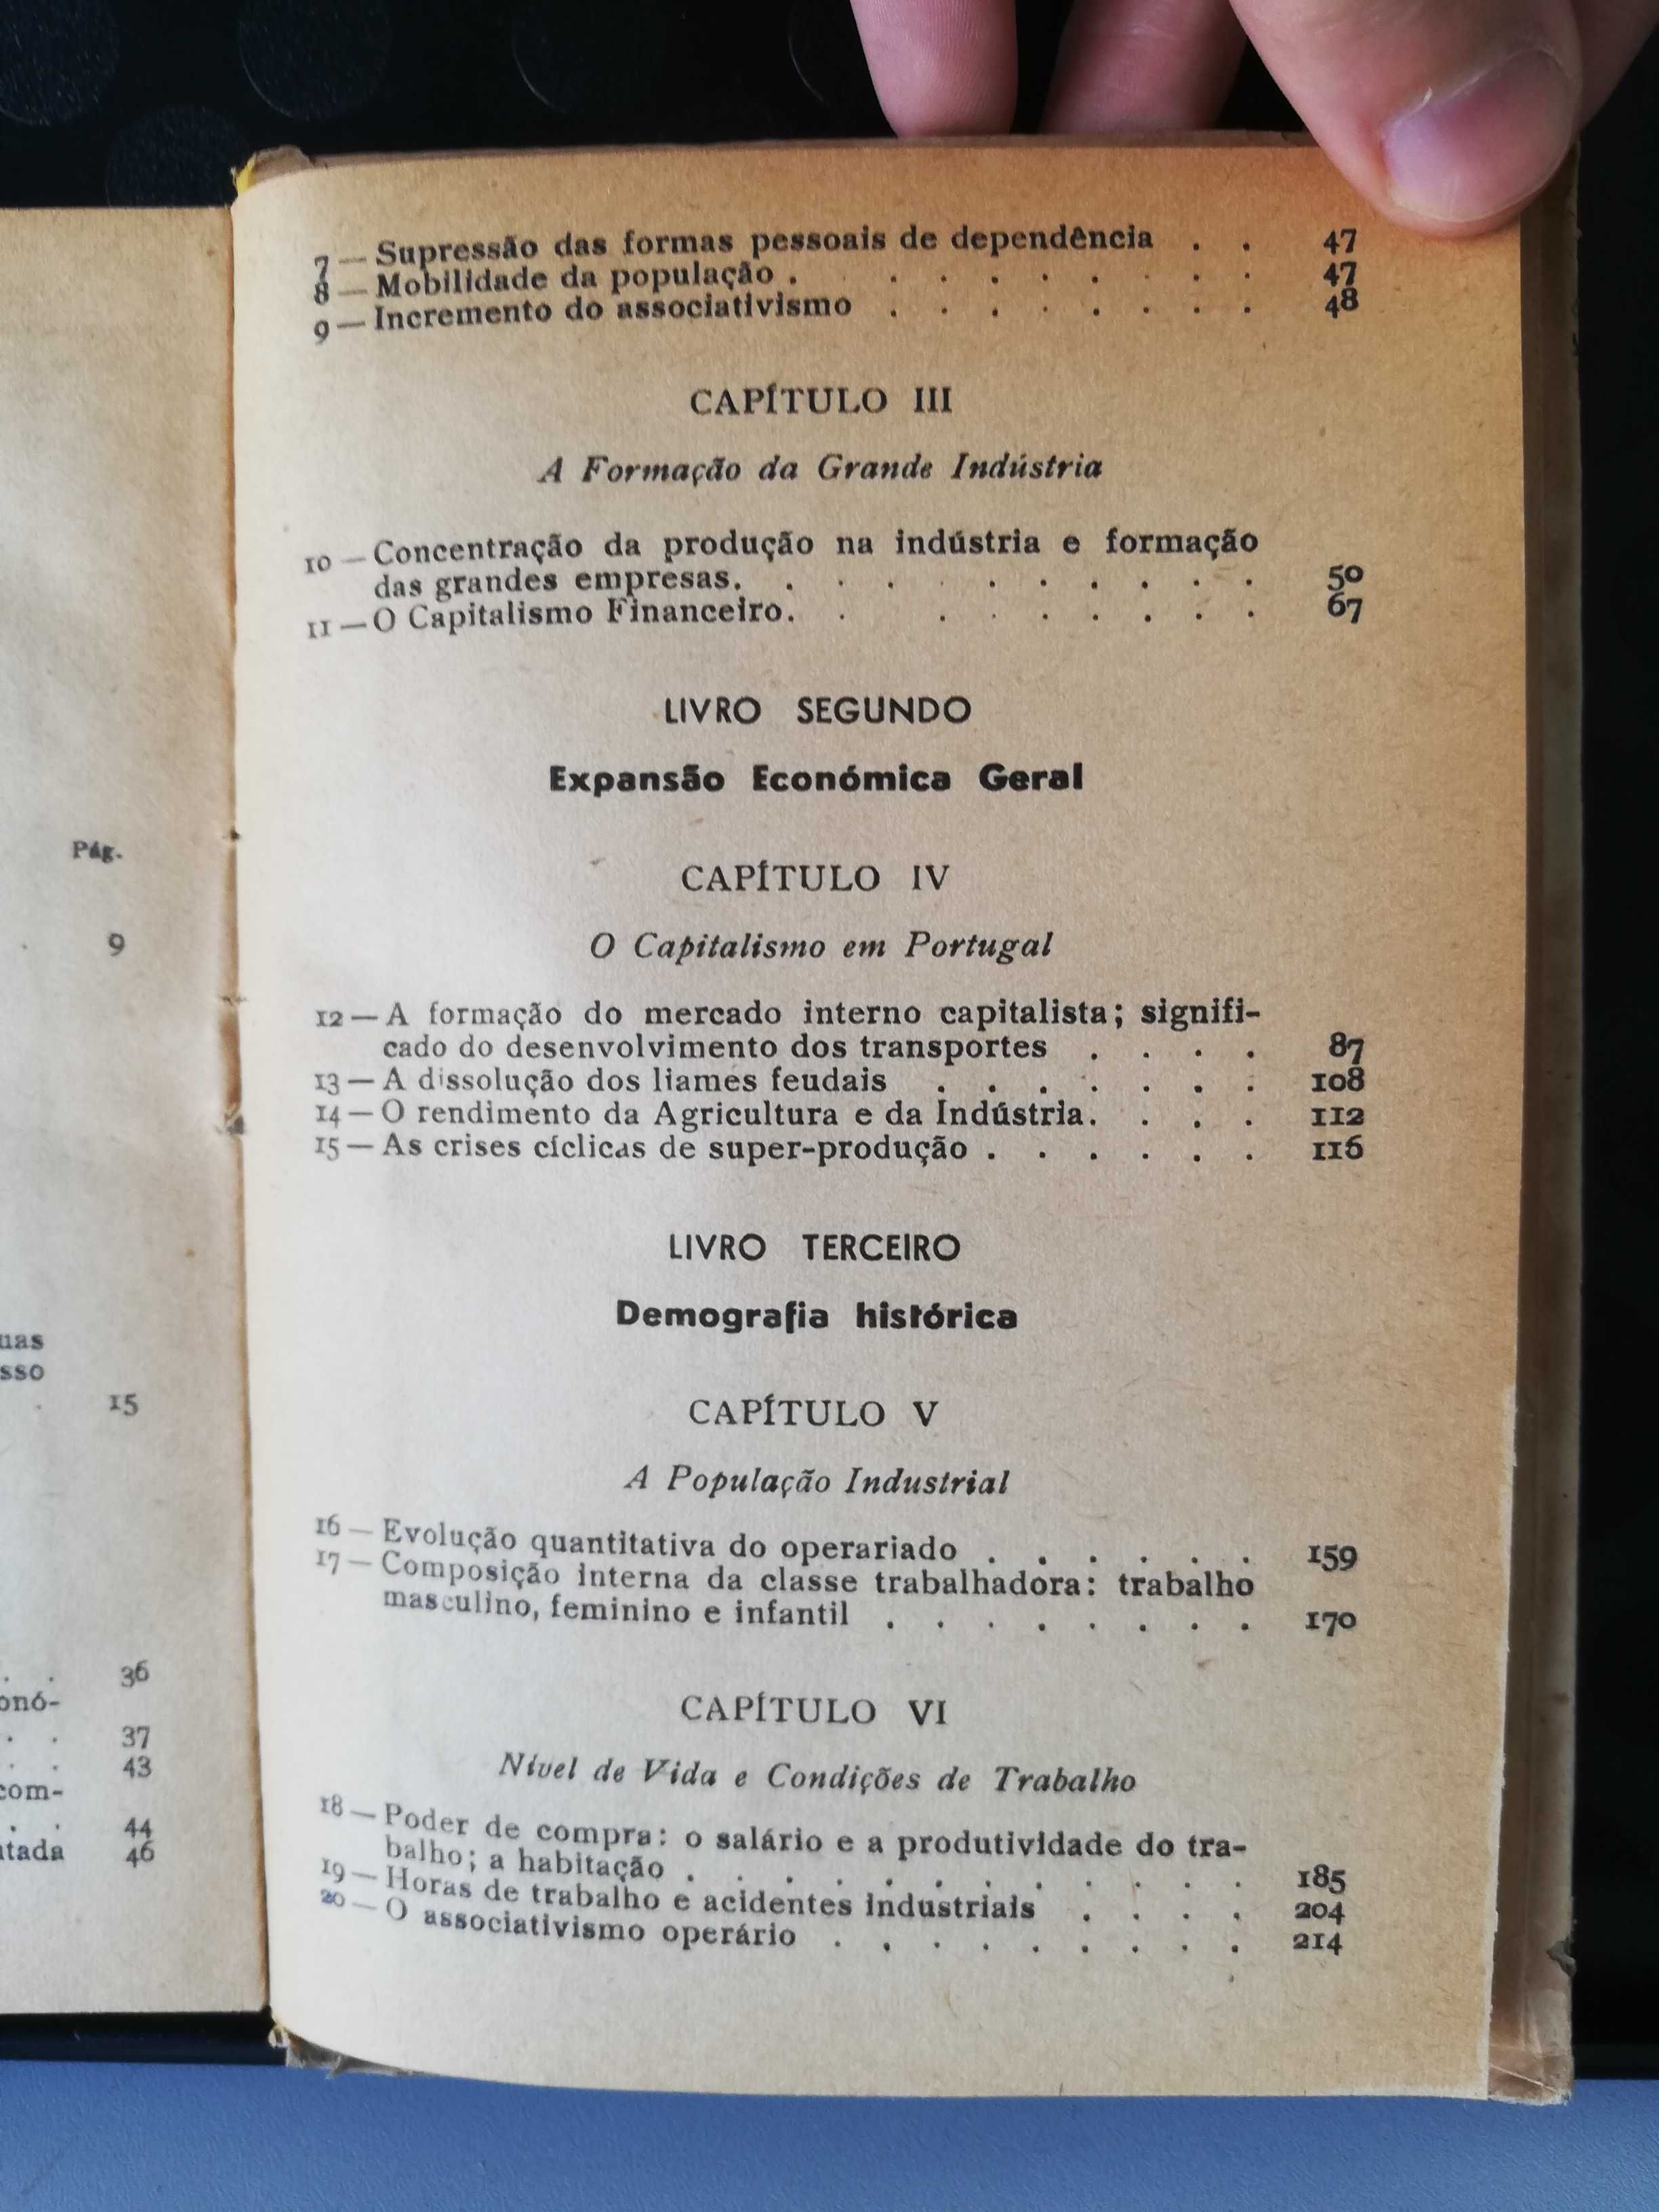 Pág.
9
uas
sso
15
36
onó-
37
43
com-
44
tada 46
7 — Supressão das formas pessoais de dependência . . 47
8 — Mobilidade da população . . . . . . . . . 47
9 — Incremento do associativismo . . . . . . . . 48
CAPÍTULO III
A Formação da Grande Indústria
10 — Concentração da produção na indústria e formação
das grandes empresas. . . . . . . . . . . 50
11 — O Capitalismo Financeiro. . . . . . . . . 67
LIVRO SEGUNDO
Expansão Económica Geral
CAPÍTULO IV
O Capitalismo em Portugal
12 — A formação do mercado interno capitalista; signifi-
cado do desenvolvimento dos transportes . . . . 87
13 — A dissolução dos liames feudais . . . . . . . 108
14 — O rendimento da Agricultura e da Indústria. . . . 112
15 — As crises cíclicas de super-produção . . . . . . 116
LIVRO TERCEIRO
Demografia histórica
CAPÍTULO V
A População Industrial
16 — Evolução quantitativa do operariado . . . . . . 159
17 — Composição interna da classe trabalhadora: trabalho
masculino, feminino e infantil . . . . . . . . 170
CAPÍTULO VI
Nível de Vida e Condições de Trabalho
18 — Poder de compra: o salário e a produtividade do tra-
balho; a habitação . . . . . . . . . . . . 185
19 — Horas de trabalho e acidentes industriais . . . . 204
20 — O associativismo operário . . . . . . . . . 214